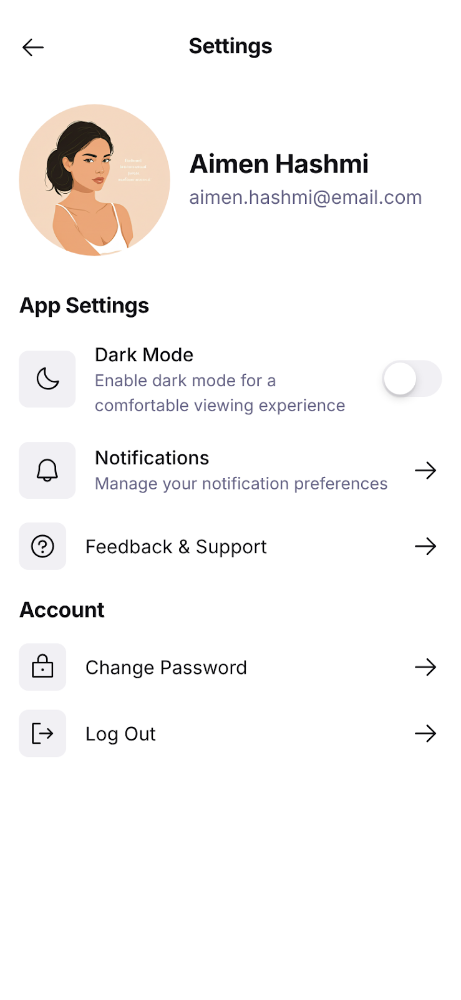 Settings
Aimen Hashmi
aimen.hashmi@email.com
App Settings
Dark Mode
Enable dark mode for a
comfortable viewing experience
Notifications
Manage your notification preferences
Feedback & Support
Account
Change Password
Log Out